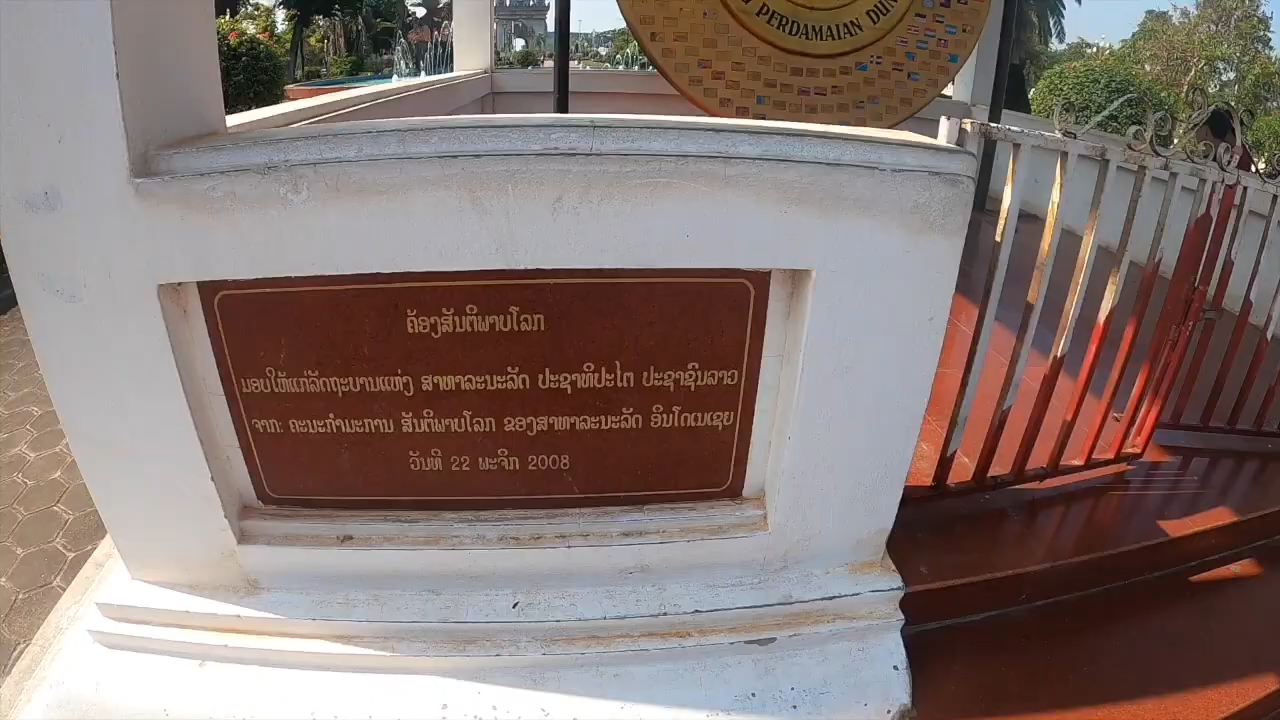 PERDAMAIAN DUN
ຄ້ອງສັນຕິພາບໂລກ
ມອບໃຫ້ແກ່ລັດຖະບານແຫ່ງ ສາທາລະນະລັດ ປະຊາທິປະໄຕ ປະຊາຊົນລາວ
ຈາກ: ຄະນະກຳມະການ ສັນຕິພາບໂລກ ຂອງສາທາລະນະລັດ ອິນໂດເນເຊຍ
ວັນທີ 22 ພະຈິກ 2008